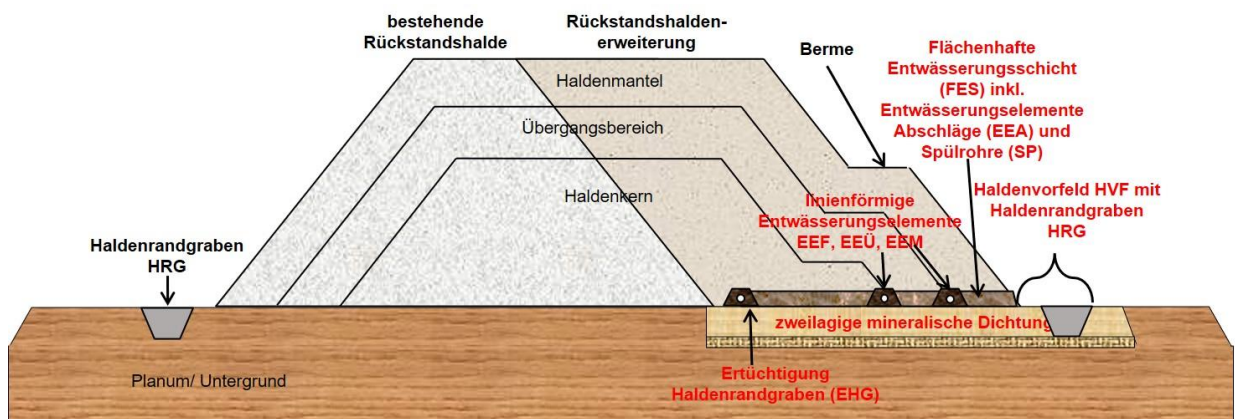 bestehende
Rückstandshalde
Rückstandshalden-
erweiterung
Berme
Flächenhafte
Entwässerungsschicht
(FES) inkl.
Entwässerungselemente
Abschläge (EEA) und
Spülrohre (SP)
Haldenmantel
Übergangsbereich
Haldenkern
linienförmige
Entwässerungselemente
EEF, EEÜ, EEM
Haldenvorfeld HVF mit
Haldenrandgraben
HRG
Haldenrandgraben
HRG
zweilagige mineralische Dichtung
Planum/ Untergrund
Ertüchtigung
Haldenrandgraben (EHG)